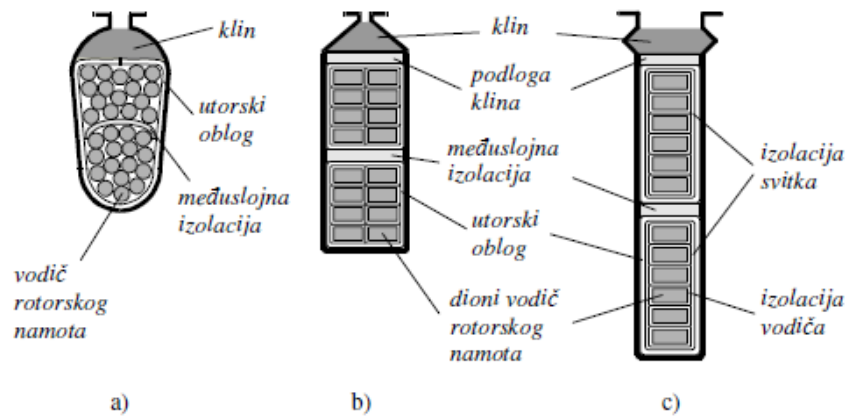 klin
klin
utorski
oblog
podloga
klina
međuslojna
izolacija
međuslojna
izolacija
izolacija
svitka
utorski
oblog
vodič
rotorskog
namota
dioni vodič
rotorskog
namota
izolacija
vodiča
a)
b)
c)